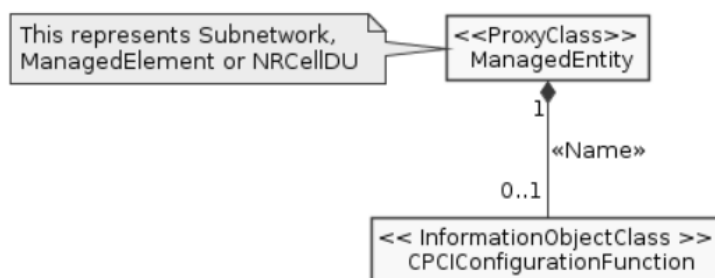 This represents Subnetwork,
ManagedElement or NRCellDU
<<ProxyClass>>
ManagedEntity
1
«Name»
0..1
<< InformationObjectClass >>
CPCIConfigurationFunction